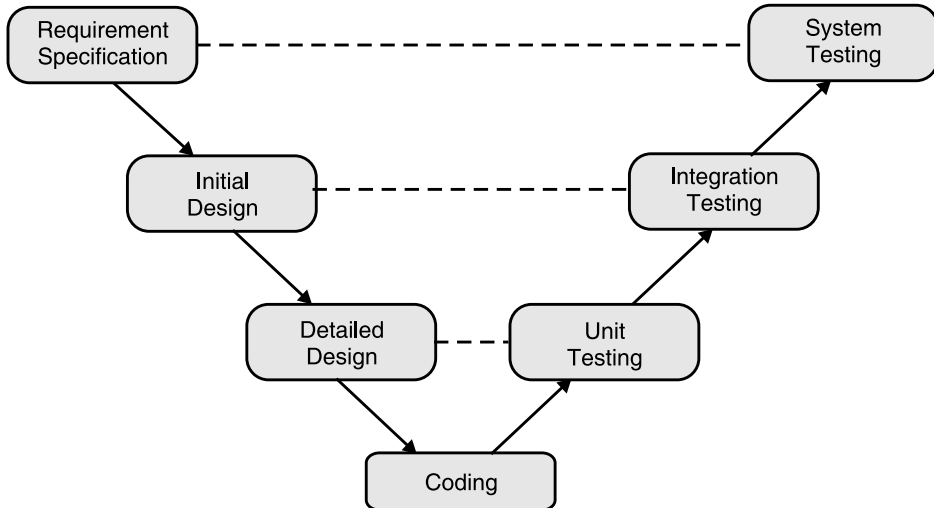 Requirement
Specification
System
Testing
Initial
Design
Integration
Testing
Detailed
Design
Unit
Testing
Coding